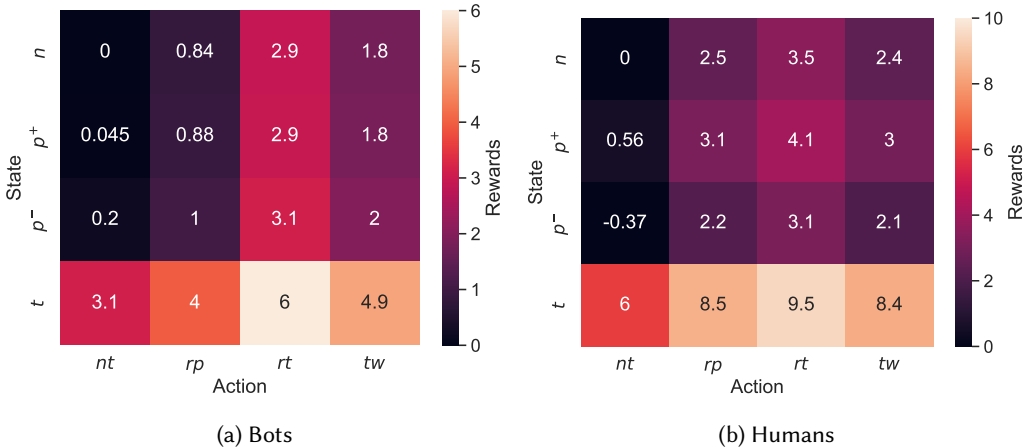 6
n 0 0.84 2.9 1.8
5
p+ 0.045 0.88 2.9 1.8
4
State
3
Rewards
p− 0.2 1 3.1 2
2
t 3.1 4 6 4.9
1
0
nt rp rt tw
Action
(a) Bots
10
n 0 2.5 3.5 2.4
8
p+ 0.56 3.1 4.1 3
6
State
4
Rewards
p− -0.37 2.2 3.1 2.1
2
t 6 8.5 9.5 8.4
0
nt rp rt tw
Action
(b) Humans